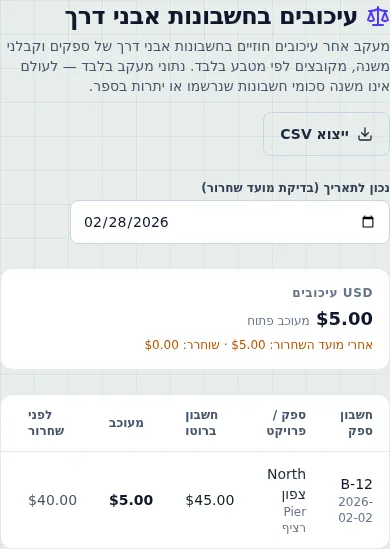 עיכובים בחשבונות אבני דרך
מעקב אחר עיכובים חוזיים בחשבונות אבני דרך של ספקים וקבלני
משנה, מקובצים לפי מטבע בלבד. נתוני מעקב בלבד — לעולם
אינו משנה סכומי חשבונות שנרשמו או יתרות בספר.
ייצוא CSV
נכון לתאריך (בדיקת מועד שחרור)
02/28/2026
עיכובים USD
$5.00 מעוכב פתוח
אחרי מועד השחרור: $5.00 · שוחרר: $0.00
חשבון ספק	ספק / פרויקט	חשבון ברוטו	מעוכב	לפני שחרור
B-12	North צפון	$45.00	$5.00	$40.00
2026-02-02	Pier רציף